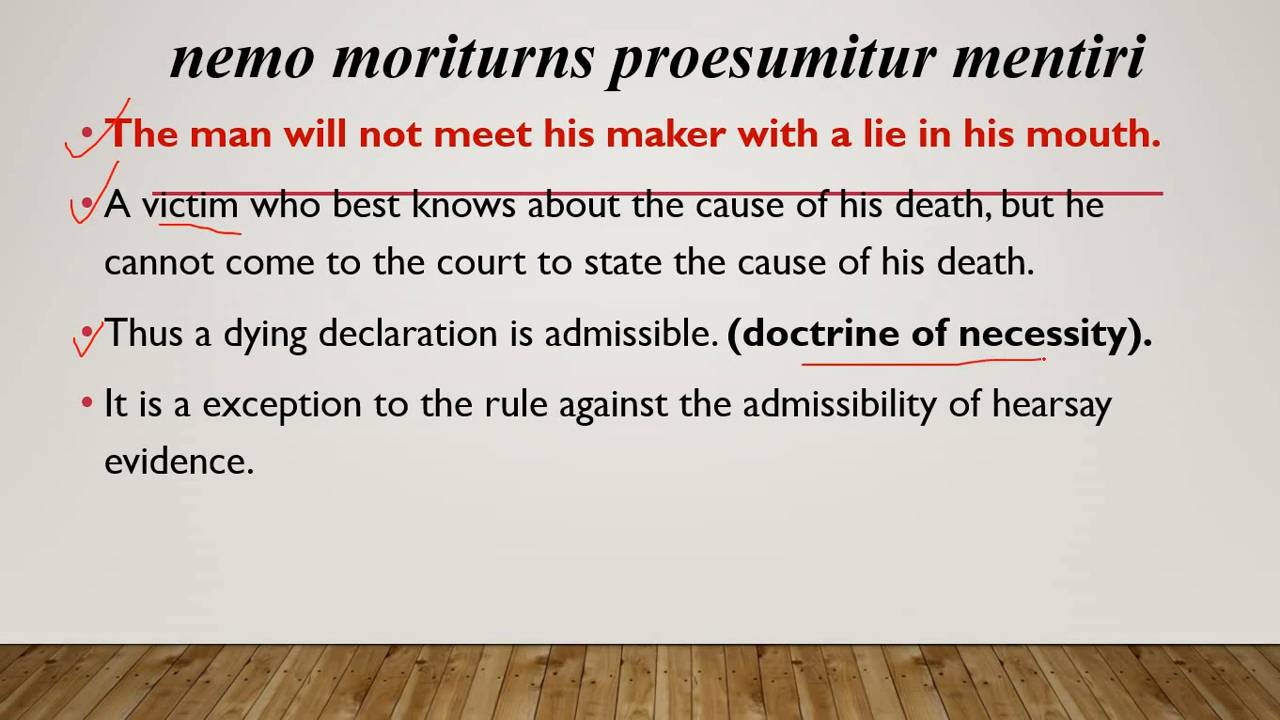 nemo moriturns proesumitur mentiri
• The man will not meet his maker with a lie in his mouth.
• A victim who best knows about the cause of his death, but he
cannot come to the court to state the cause of his death.
• Thus a dying declaration is admissible. (doctrine of necessity).
• It is a exception to the rule against the admissibility of hearsay
evidence.